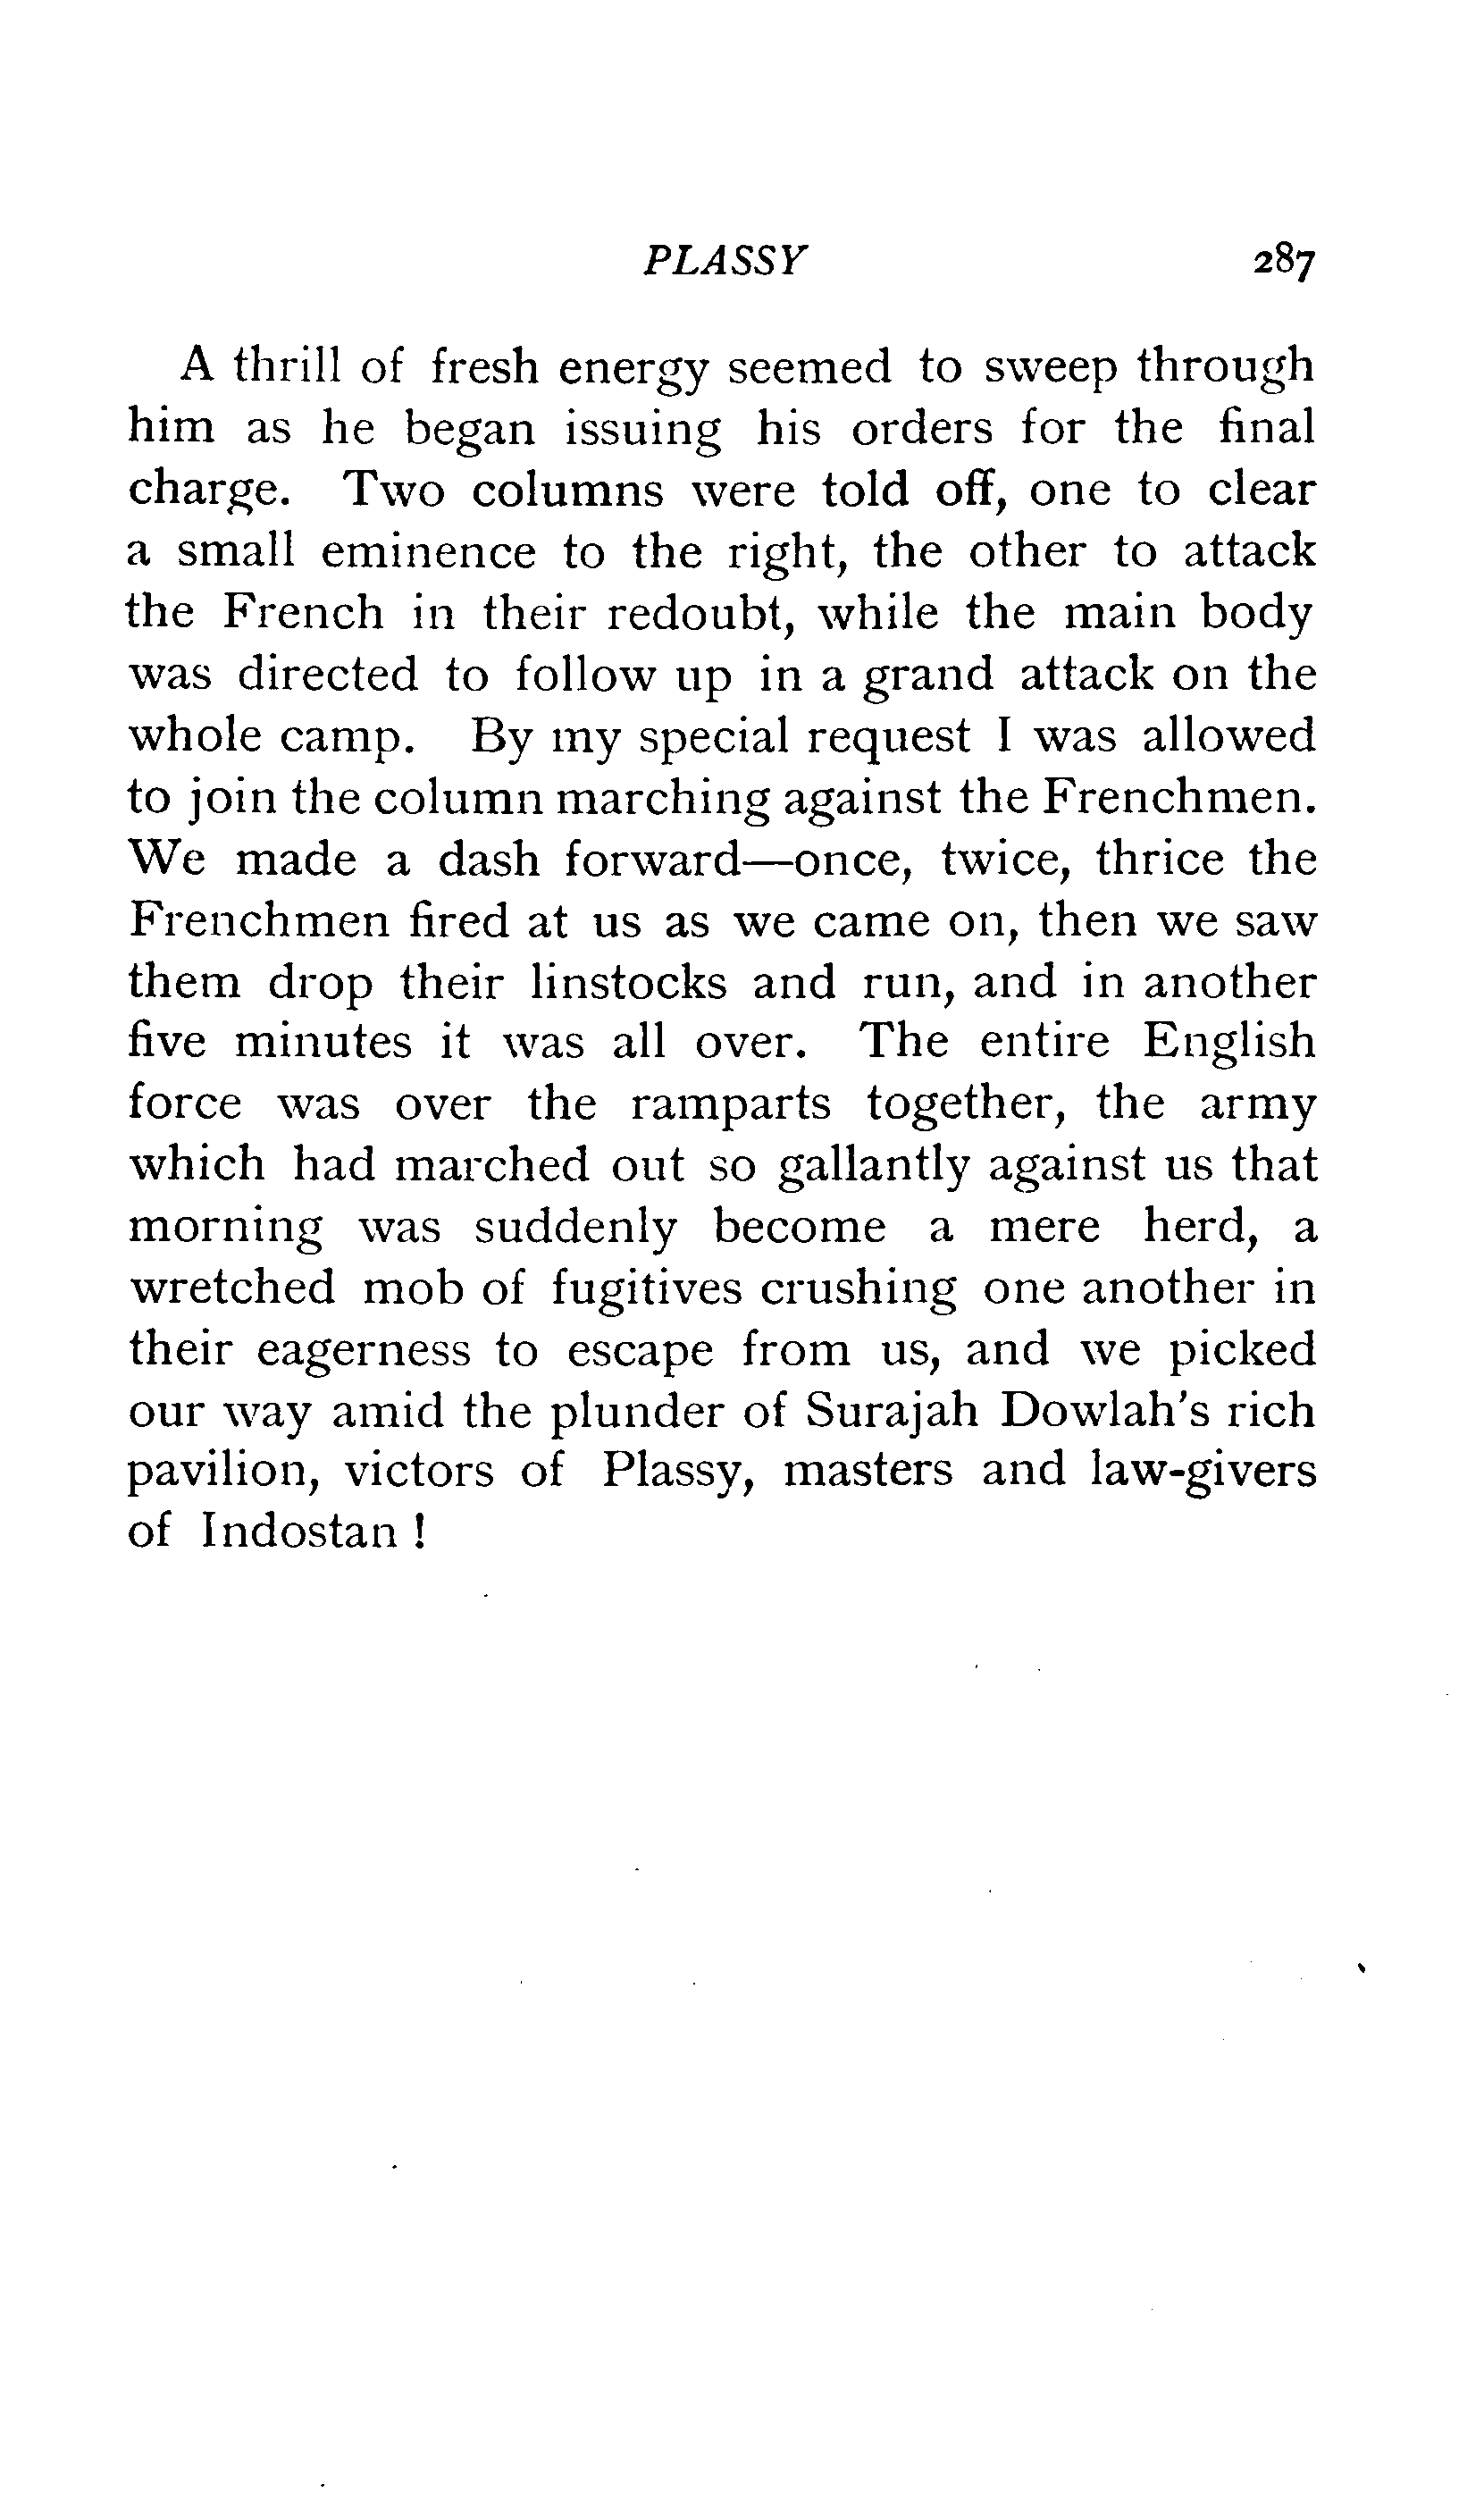 PLASSY 287
A thrill of fresh energy seemed to sweep through
him as he began issuing his orders for the final
charge. Two columns were told off, one to clear
a small eminence to the right, the other to attack
the French in their redoubt, while the main body
was directed to follow up in a grand attack on the
whole camp. By my special request I was allowed
to join the column marching against the Frenchmen.
We made a dash forward—once, twice, thrice the
Frenchmen fired at us as we came on, then we saw
them drop their linstocks and run, and in another
five minutes it was all over. The entire English
force was over the ramparts together, the army
which had marched out so gallantly against us that
morning was suddenly become a mere herd, a
wretched mob of fugitives crushing one another in
their eagerness to escape from us, and we picked
our way amid the plunder of Surajah Dowlah's rich
pavilion, victors of Plassy, masters and law-givers
of Indostan !